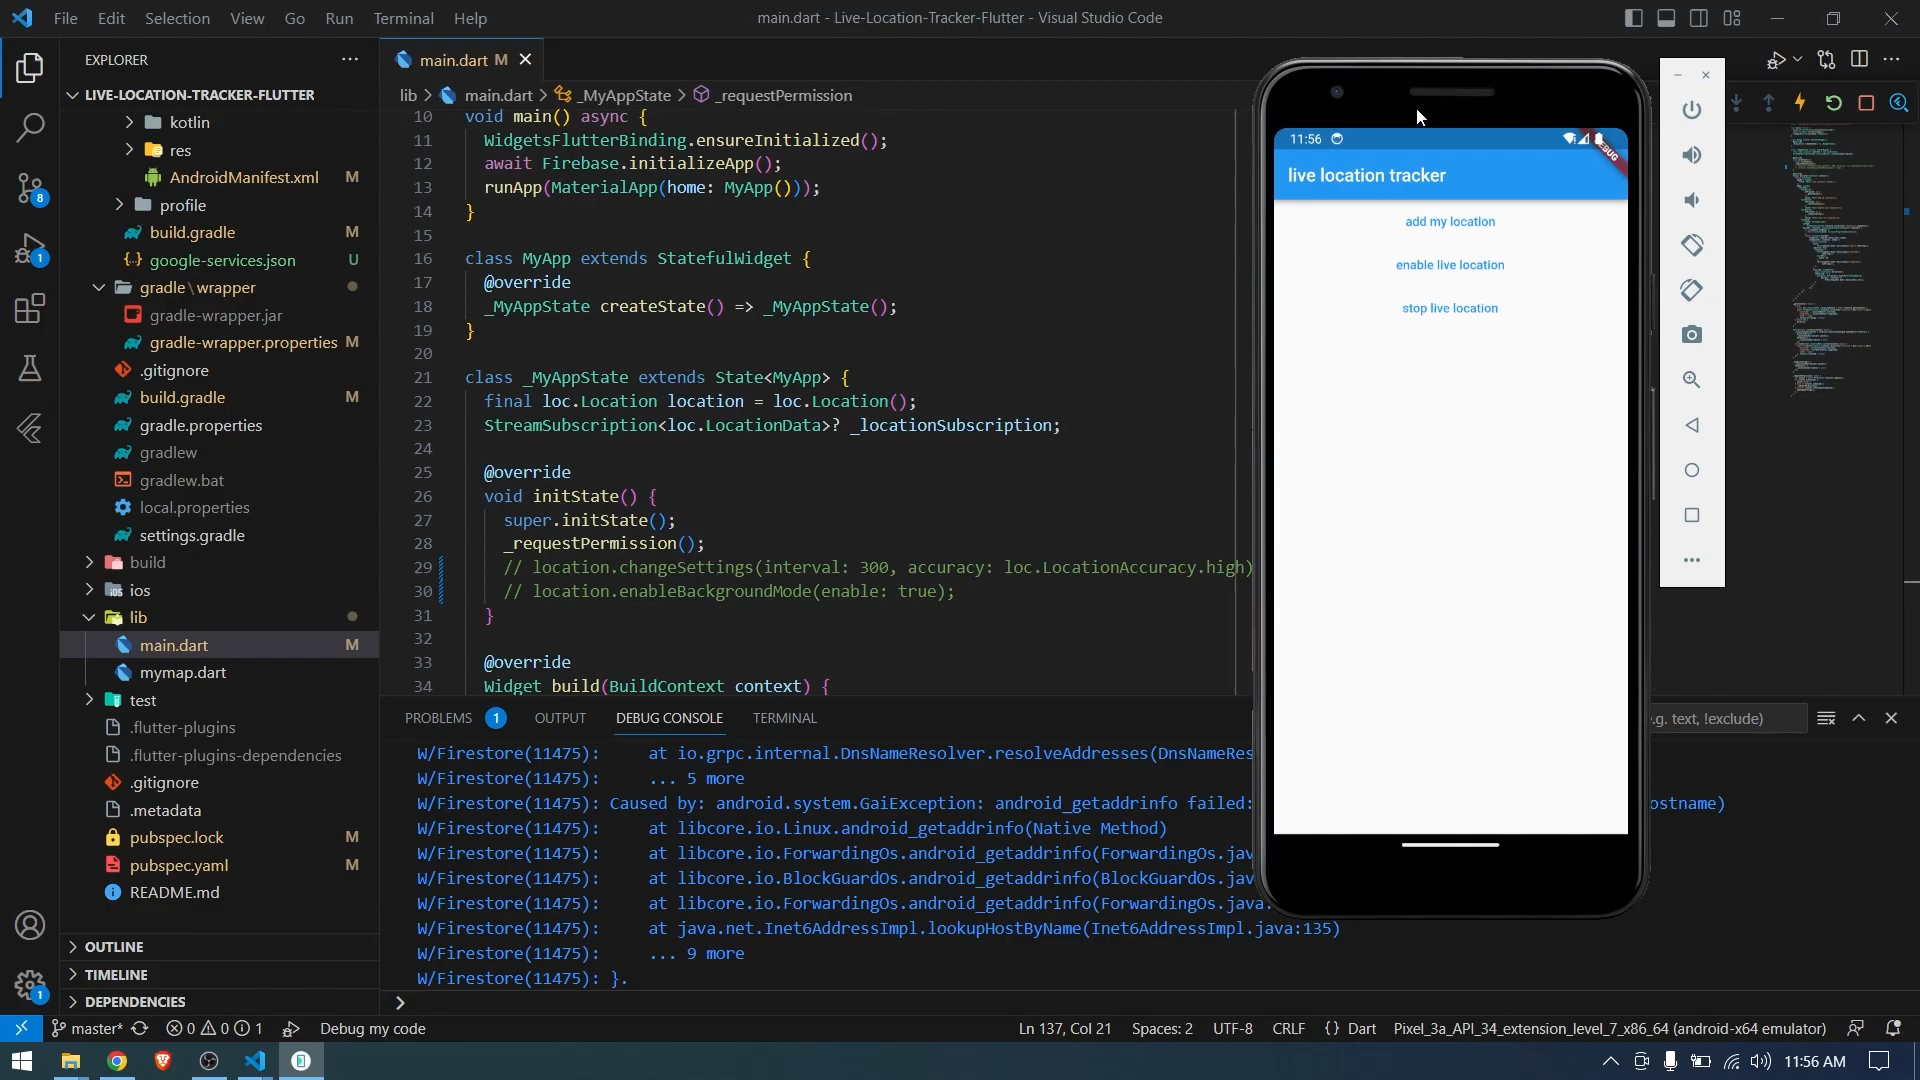 File Edit Selection View Go Run Terminal Help
main.dart - Live-Location-Tracker-Flutter - Visual Studio Code
EXPLORER
LIVE-LOCATION-TRACKER-FLUTTER
kotlin
res
AndroidManifest.xml M
profile
build.gradle M
google-services.json U
gradle\wrapper
gradle-wrapper.jar
gradle-wrapper.properties M
.gitignore
build.gradle M
gradle.properties
gradlew
gradlew.bat
local.properties
settings.gradle
build
ios
lib
main.dart M
mymap.dart
test
.flutter-plugins
.flutter-plugins-dependencies
.gitignore
.metadata
pubspec.lock M
pubspec.yaml M
README.md
OUTLINE
TIMELINE
DEPENDENCIES
8
1
1
main.dart M
lib > main.dart > _MyAppState > _requestPermission
10 void main() async {
11 WidgetsFlutterBinding.ensureInitialized();
12 await Firebase.initializeApp();
13 runApp(MaterialApp(home: MyApp()));
14 }
15
16 class MyApp extends StatefulWidget {
17 @override
18 _MyAppState createState() => _MyAppState();
19 }
20
21 class _MyAppState extends State<MyApp> {
22 final loc.Location location = loc.Location();
23 StreamSubscription<loc.LocationData>? _locationSubscription;
24
25 @override
26 void initState() {
27 super.initState();
28 _requestPermission();
29 // location.changeSettings(interval: 300, accuracy: loc.LocationAccuracy.high)
30 // location.enableBackgroundMode(enable: true);
31 }
32
33 @override
34 Widget build(BuildContext context) {
11:56
DEBUG
live location tracker
add my location
enable live location
stop live location
PROBLEMS 1 OUTPUT DEBUG CONSOLE TERMINAL
.g. text, !exclude)
W/Firestore(11475): at io.grpc.internal.DnsNameResolver.resolveAddresses(DnsNameRes
W/Firestore(11475): ... 5 more
W/Firestore(11475): Caused by: android.system.GaiException: android_getaddrinfo failed: ostname)
W/Firestore(11475): at libcore.io.Linux.android_getaddrinfo(Native Method)
W/Firestore(11475): at libcore.io.ForwardingOs.android_getaddrinfo(ForwardingOs.jav
W/Firestore(11475): at libcore.io.BlockGuardOs.android_getaddrinfo(BlockGuardOs.jav
W/Firestore(11475): at libcore.io.ForwardingOs.android_getaddrinfo(ForwardingOs.java:
W/Firestore(11475): at java.net.Inet6AddressImpl.lookupHostByName(Inet6AddressImpl.java:135)
W/Firestore(11475): ... 9 more
W/Firestore(11475): }.
master* 0 0 1 Debug my code Ln 137, Col 21 Spaces: 2 UTF-8 CRLF {} Dart Pixel_3a_API_34_extension_level_7_x86_64 (android-x64 emulator)
11:56 AM